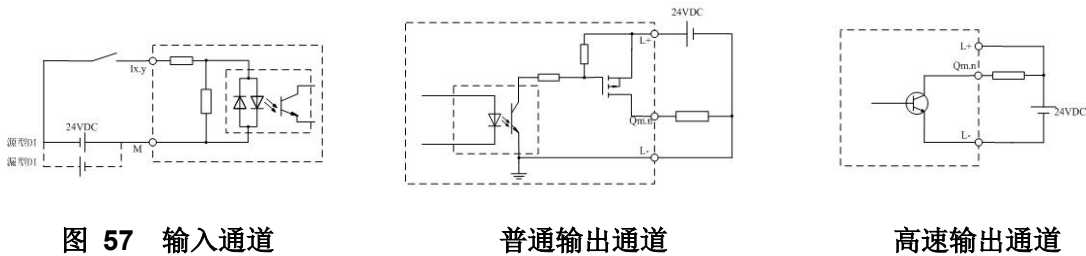 Ix.y
24VDC
源型DI
漏型DI
M
24VDC
L+
Qm.n
L-
L+
Qm.n
24VDC
L-
图 57 输入通道
普通输出通道
高速输出通道